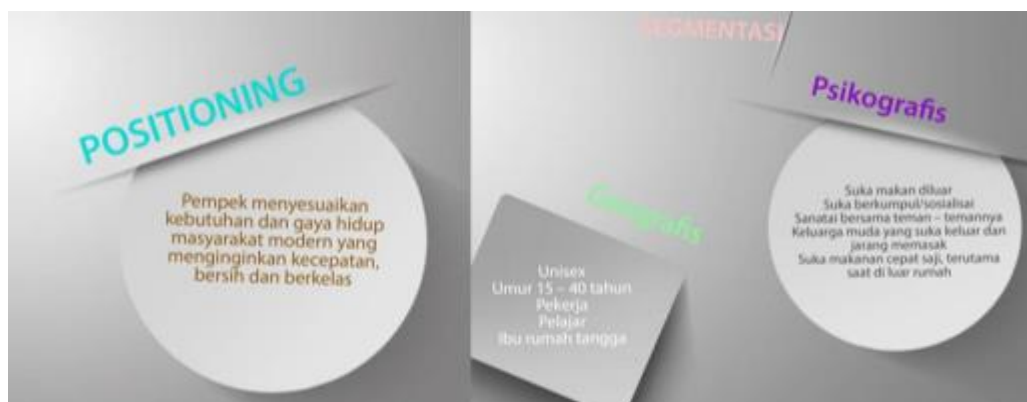 POSITIONING
Pempek menyesuaikan
kebutuhan dan gaya hidup
masyarakat modern yang
menginginkan kecepatan,
bersih dan berkelas
SEGMENTASI
Geografis
Unisex
Umur 15 – 40 tahun
Pekerja
Pelajar
Ibu rumah tangga
Psikografis
Suka makan diluar
Suka berkumpul/sosialisai
Sanatai bersama teman – temannya
Keluarga muda yang suka keluar dan
jarang memasak
Suka makanan cepat saji, terutama
saat di luar rumah